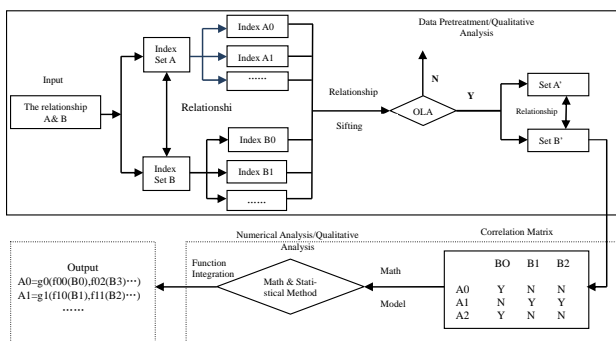 Data Pretreatment/Qualitative
Analysis
Input
The relationship
A& B
Index
Set A
Index A0
Index A1
……
Relationshi
Index
Set B
Index B0
Index B1
……
Relationship
Sifting
OLA
N
Y
Set A'
Relationship
Set B'
Correlation Matrix
BO B1 B2
A0 Y N N
A1 N Y Y
A2 Y N N
Math
Model
Numerical Analysis/Qualitative
Analysis
Math & Stati-
stical Method
Function
Integration
Output
A0=g0(f00(B0),f02(B3)⋯)
A1=g1(f10(B1),f11(B2)⋯)
……